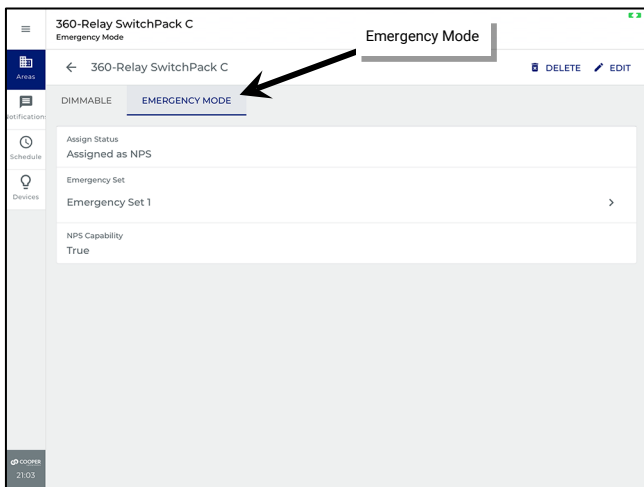 360-Relay SwitchPack C
Emergency Mode
Emergency Mode
Areas
360-Relay SwitchPack C
DELETE
EDIT
Notifications
DIMMABLE
EMERGENCY MODE
Schedule
Assign Status
Assigned as NPS
Devices
Emergency Set
Emergency Set 1
NPS Capability
True
COOPER
21:03